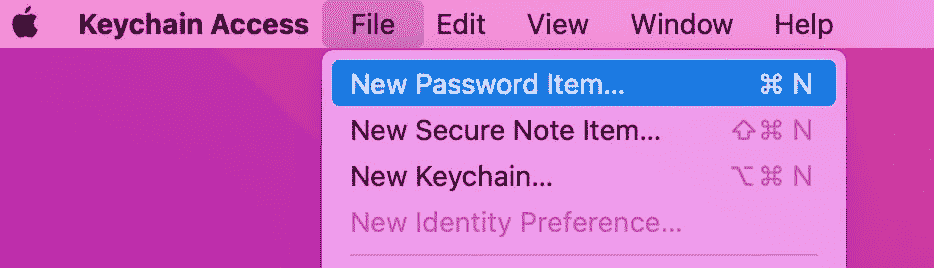 Keychain Access File Edit View Window Help
New Password Item... ⌘ N
New Secure Note Item... ⇧⌘ N
New Keychain... ⌥⌘ N
New Identity Preference...